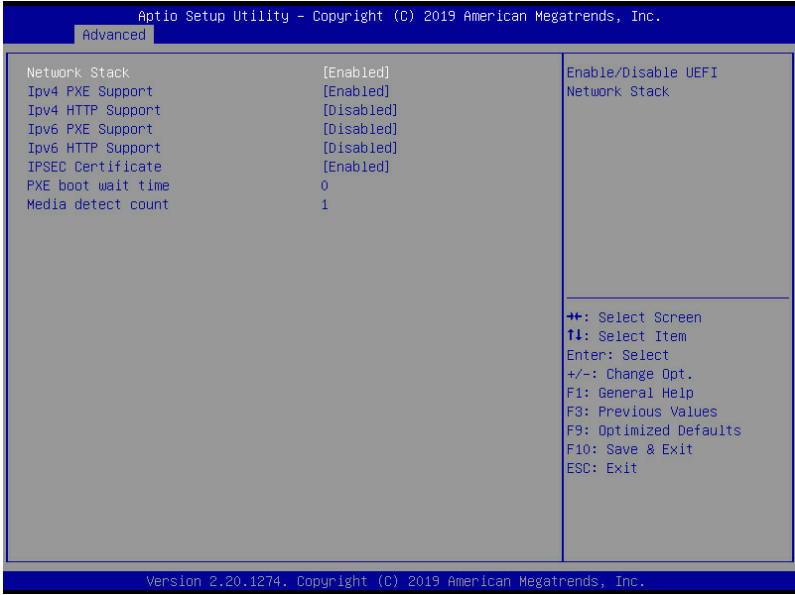 Aptio Setup Utility – Copyright (C) 2019 American Megatrends, Inc.
Advanced
Network Stack [Enabled]
Ipv4 PXE Support [Enabled]
Ipv4 HTTP Support [Disabled]
Ipv6 PXE Support [Disabled]
Ipv6 HTTP Support [Disabled]
IPSEC Certificate [Enabled]
PXE boot wait time 0
Media detect count 1
Enable/Disable UEFI
Network Stack
→←: Select Screen
↑↓: Select Item
Enter: Select
+/-: Change Opt.
F1: General Help
F3: Previous Values
F9: Optimized Defaults
F10: Save & Exit
ESC: Exit
Version 2.20.1274. Copyright (C) 2019 American Megatrends, Inc.